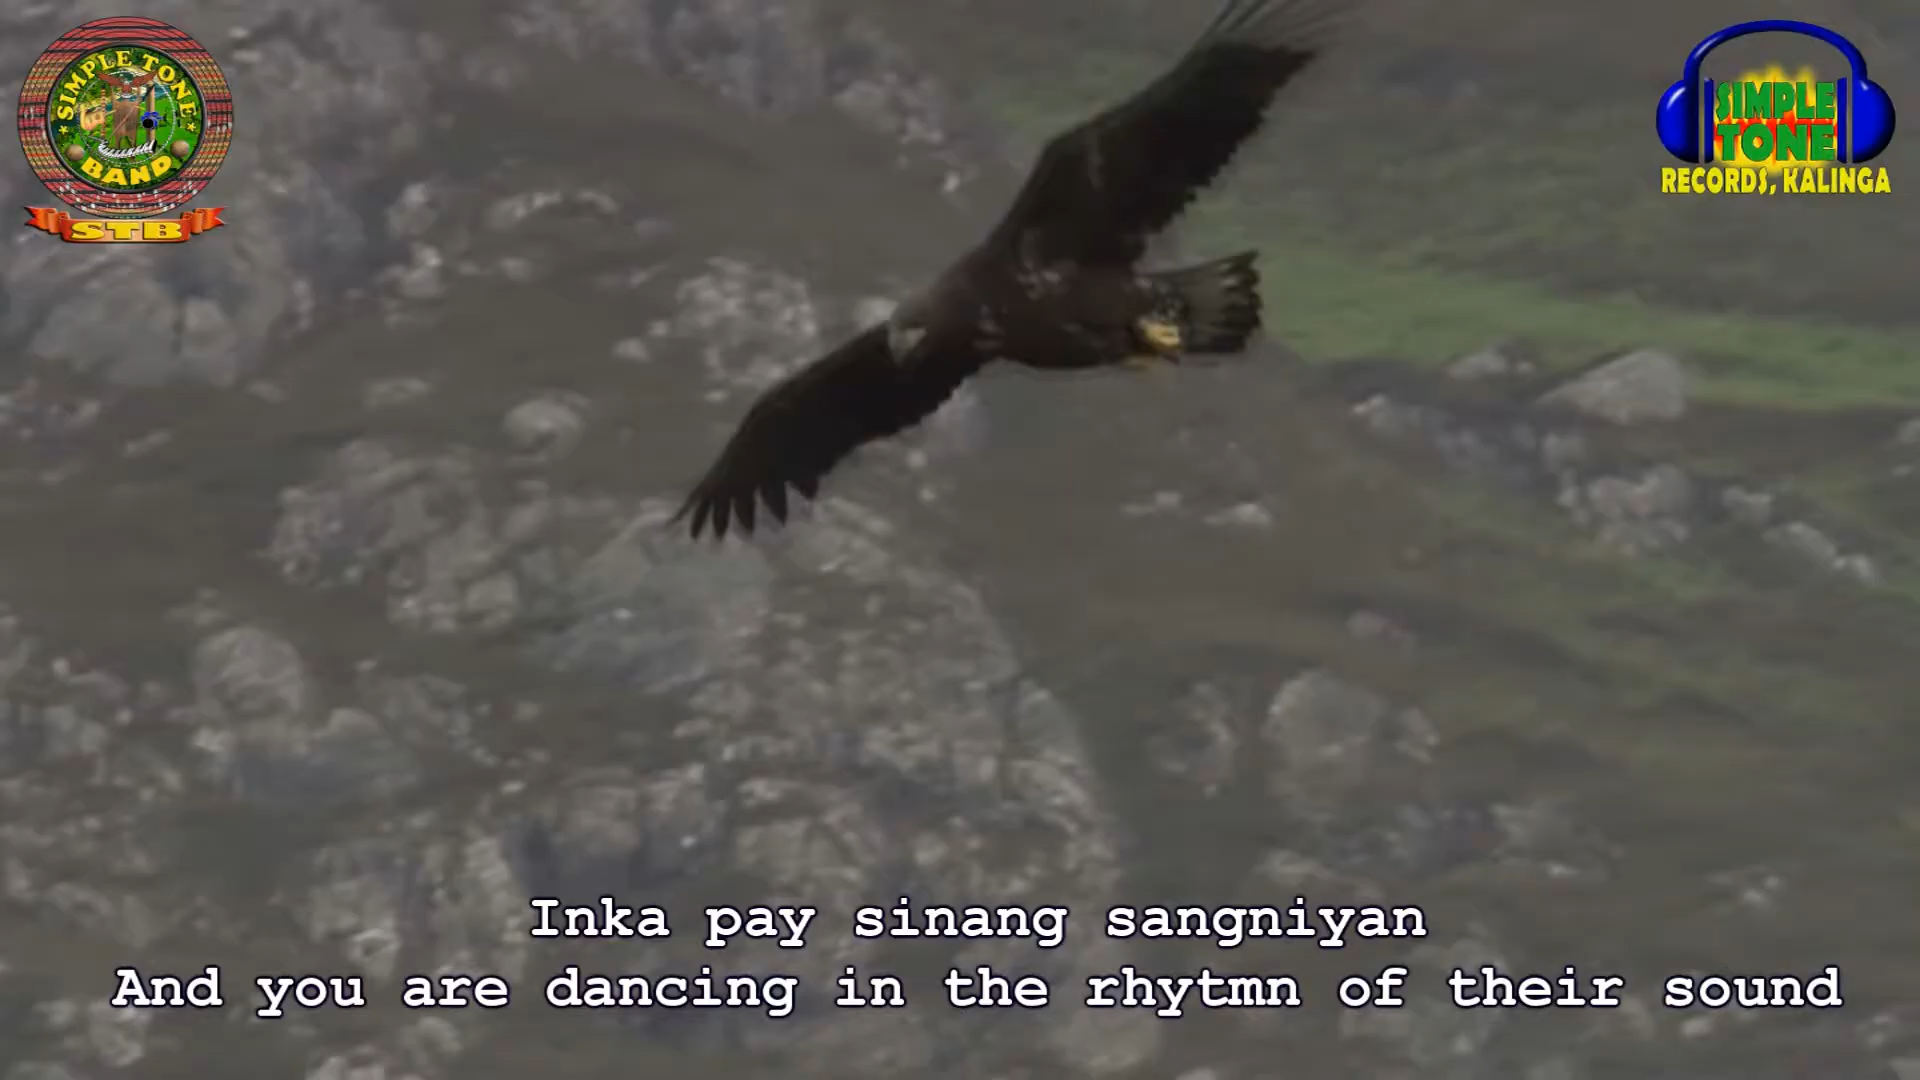 SIMPLE TONE
BAND
STB
SIMPLE
TONE
RECORDS, KALINGA
Inka pay sinang sangniyan
And you are dancing in the rhytmn of their sound